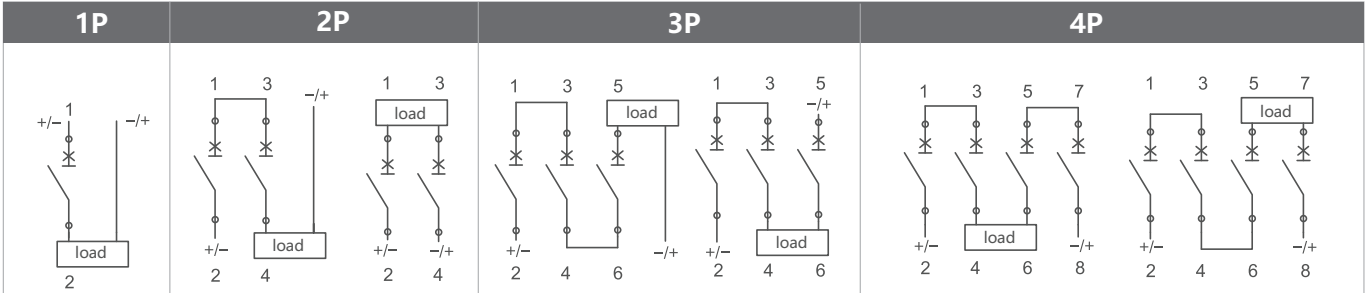 1P 2P 3P 4P
1 3 −/+ 1 3 1 3 5 1 3 5 1 3 5 7 1 3 5 7
+/− 1 −/+ load load −/+ load
load +/− load +/− −/+ +/− −/+ +/− load +/− load −/+ +/− −/+
2 2 4 2 4 2 4 6 2 4 6 2 4 6 8 2 4 6 8